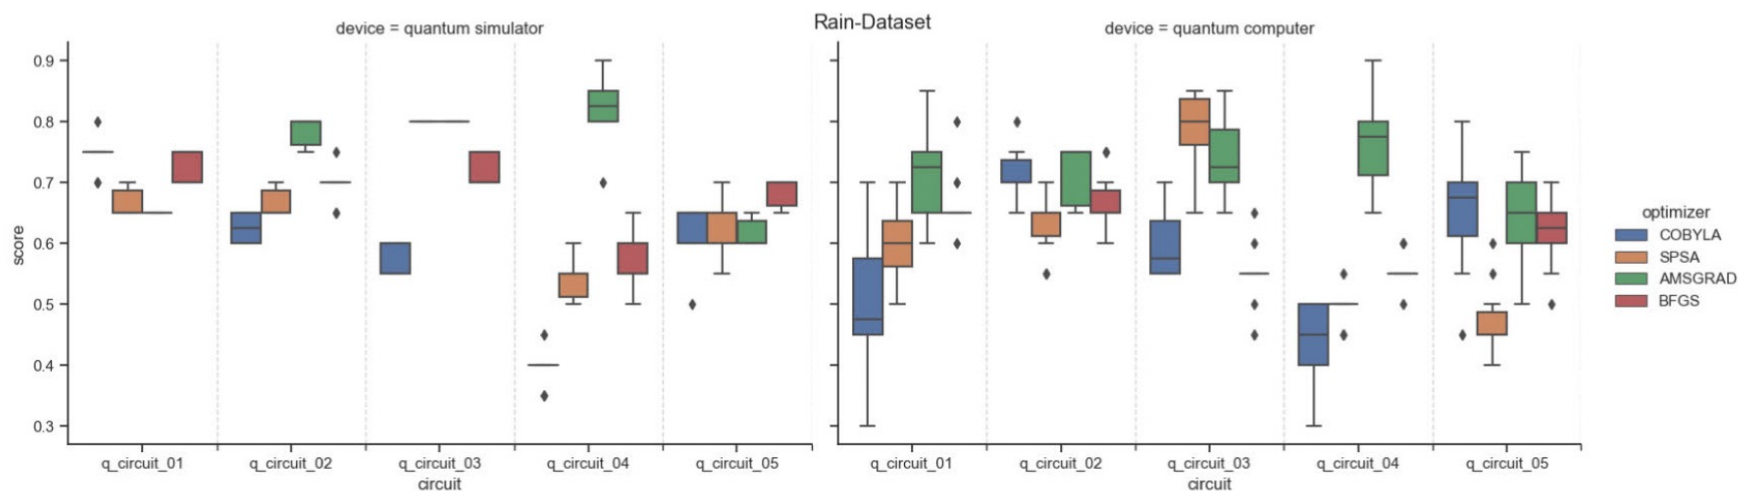 Rain-Dataset
device = quantum simulator
device = quantum computer
score
0.9
0.8
0.7
0.6
0.5
0.4
0.3
q_circuit_01 q_circuit_02 q_circuit_03 q_circuit_04 q_circuit_05
circuit
q_circuit_01 q_circuit_02 q_circuit_03 q_circuit_04 q_circuit_05
circuit
optimizer
COBYLA
SPSA
AMSGRAD
BFGS